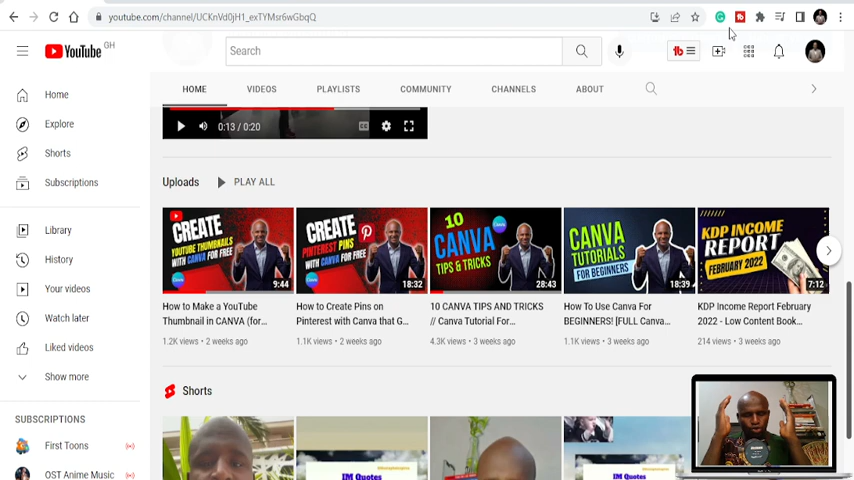 youtube.com/channel/UCKnVd0jH1_exTYMsr6wGbqQ
YouTube GH
Search
HOME VIDEOS PLAYLISTS COMMUNITY CHANNELS ABOUT
Home
Explore
Shorts
Subscriptions
Library
History
Your videos
Watch later
Liked videos
Show more
SUBSCRIPTIONS
First Toons
OST Anime Music
0:13 / 0:20
Uploads PLAY ALL
CREATE
YOUTUBE THUMBNAILS
WITH CANVA FOR FREE
Canva
9:44
How to Make a YouTube
Thumbnail in CANVA (for...
1.2K views • 2 weeks ago
CREATE
PINTEREST PINS
WITH CANVA FOR FREE
Canva
18:32
How to Create Pins on
Pinterest with Canva that G...
1.1K views • 2 weeks ago
10
CANVA
TIPS & TRICKS
Canva
28:43
10 CANVA TIPS AND TRICKS
// Canva Tutorial For...
4.3K views • 3 weeks ago
CANVA
TUTORIALS
FOR BEGINNERS!
Canva
18:39
How To Use Canva For
BEGINNERS! [FULL Canva...
1.1K views • 3 weeks ago
KDP INCOME
REPORT
FEBRUARY 2022
7:12
KDP Income Report February
2022 - Low Content Book...
214 views • 3 weeks ago
Shorts
IM Quotes
IM Quotes